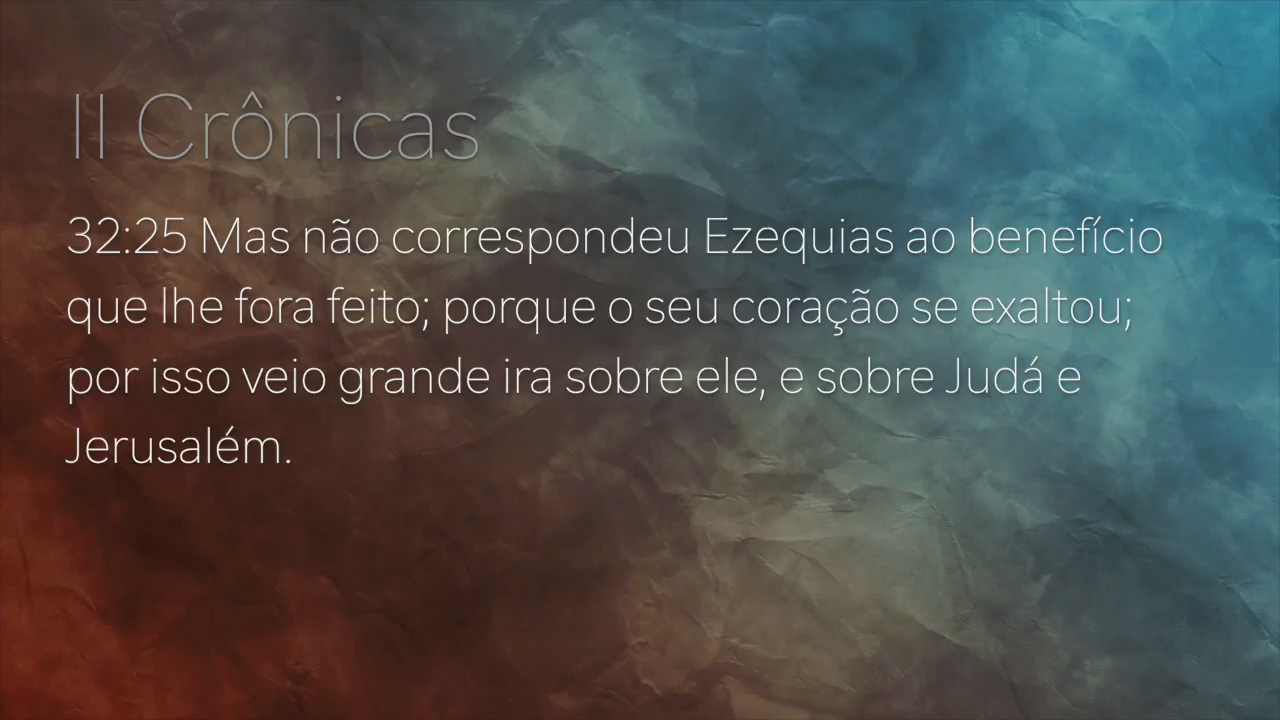 II Crônicas
32:25 Mas não correspondeu Ezequias ao benefício
que lhe fora feito; porque o seu coração se exaltou;
por isso veio grande ira sobre ele, e sobre Judá e
Jerusalém.